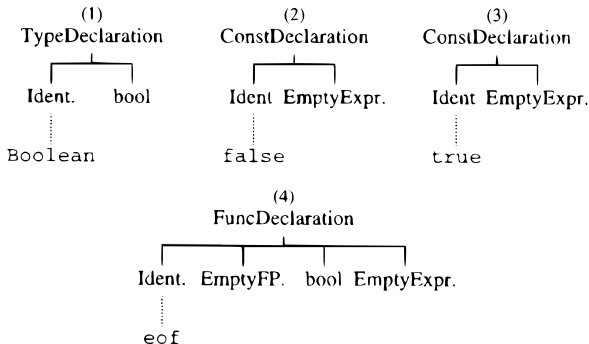 (1) (2) (3)
TypeDeclaration ConstDeclaration ConstDeclaration
Ident. bool Ident EmptyExpr. Ident EmptyExpr.
Boolean false true
(4)
FuncDeclaration
Ident. EmptyFP. bool EmptyExpr.
eof